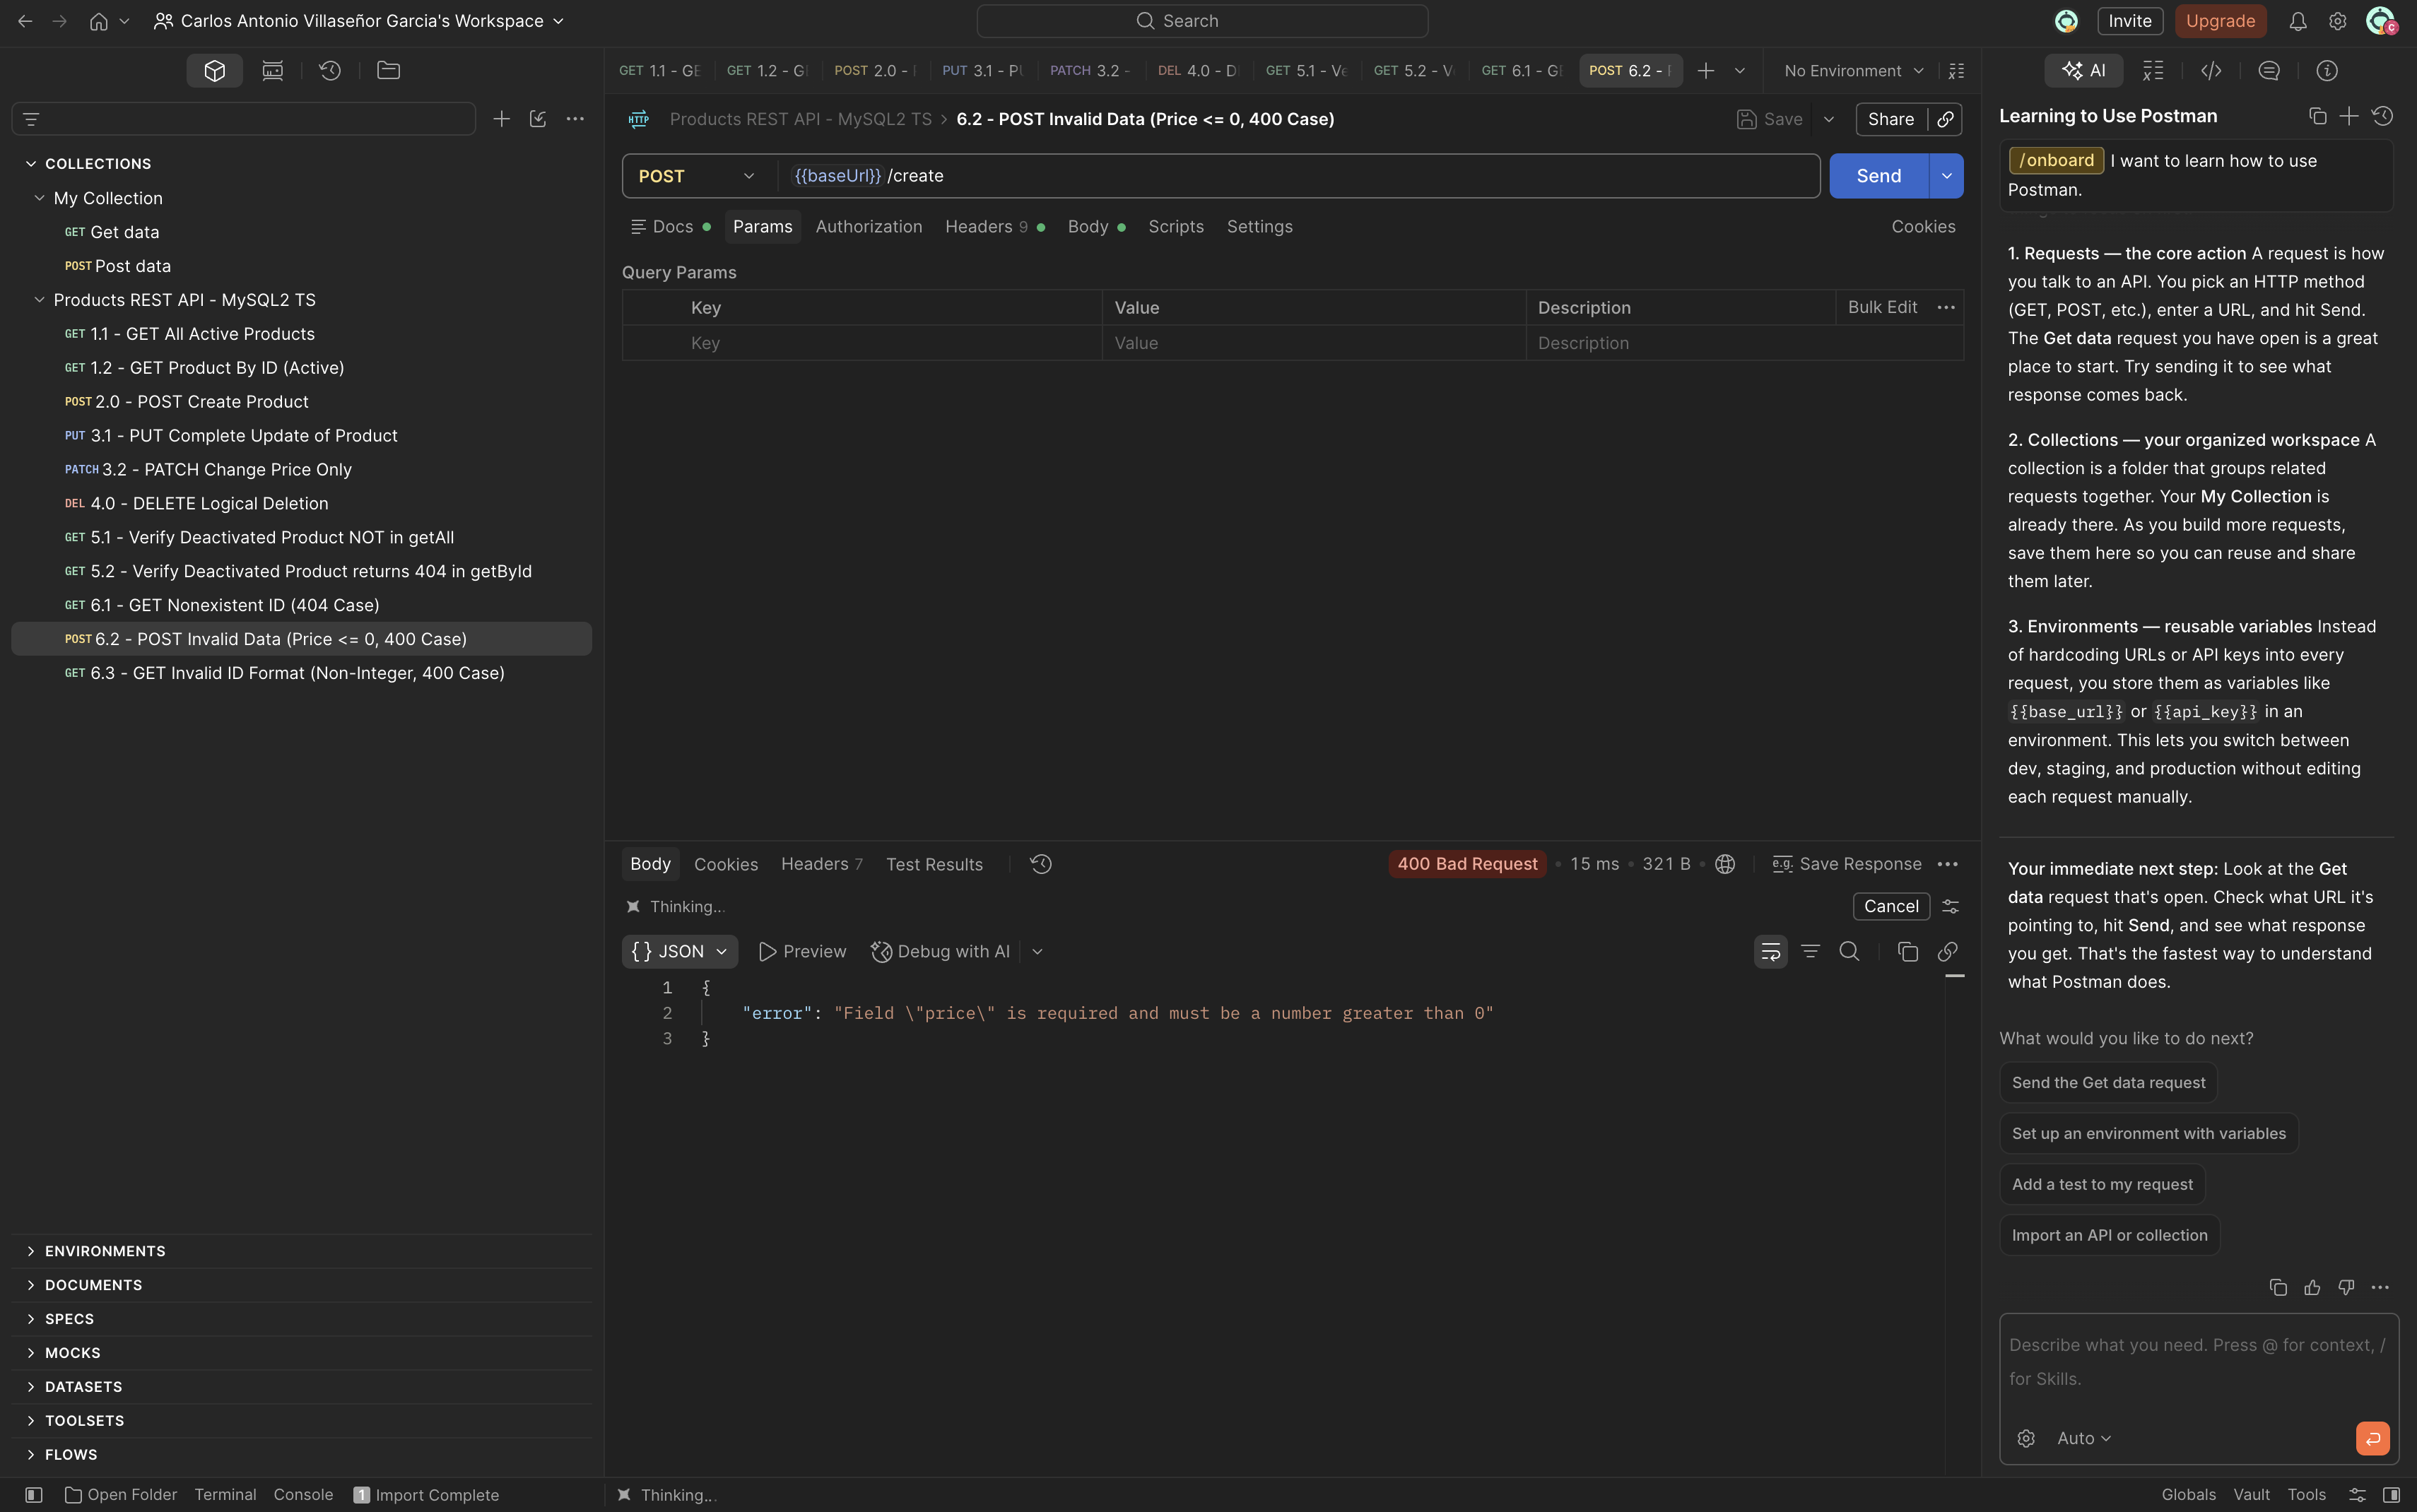 Carlos Antonio Villaseñor Garcia's Workspace
Search
Invite
Upgrade
GET 1.1 - GE
GET 1.2 - G
POST 2.0 -
PUT 3.1 - P
PATCH 3.2 -
DEL 4.0 - D
GET 5.1 - Ve
GET 5.2 - V
GET 6.1 - G
POST 6.2 -
No Environment
AI
COLLECTIONS
My Collection
GET Get data
POST Post data
Products REST API - MySQL2 TS
GET 1.1 - GET All Active Products
GET 1.2 - GET Product By ID (Active)
POST 2.0 - POST Create Product
PUT 3.1 - PUT Complete Update of Product
PATCH 3.2 - PATCH Change Price Only
DEL 4.0 - DELETE Logical Deletion
GET 5.1 - Verify Deactivated Product NOT in getAll
GET 5.2 - Verify Deactivated Product returns 404 in getById
GET 6.1 - GET Nonexistent ID (404 Case)
POST 6.2 - POST Invalid Data (Price <= 0, 400 Case)
GET 6.3 - GET Invalid ID Format (Non-Integer, 400 Case)
ENVIRONMENTS
DOCUMENTS
SPECS
MOCKS
DATASETS
TOOLSETS
FLOWS
HTTP Products REST API - MySQL2 TS > 6.2 - POST Invalid Data (Price <= 0, 400 Case)
Save
Share
POST {{baseUrl}} /create
Send
Docs Params Authorization Headers 9 Body Scripts Settings
Cookies
Query Params
Key Value Description Bulk Edit
Key Value Description
Body Cookies Headers 7 Test Results
400 Bad Request • 15 ms • 321 B
e.g. Save Response
Thinking...
Cancel
{ } JSON Preview Debug with AI
1 {
2 "error": "Field \"price\" is required and must be a number greater than 0"
3 }
Learning to Use Postman
/onboard I want to learn how to use
Postman.
1. Requests — the core action A request is how
you talk to an API. You pick an HTTP method
(GET, POST, etc.), enter a URL, and hit Send.
The Get data request you have open is a great
place to start. Try sending it to see what
response comes back.
2. Collections — your organized workspace A
collection is a folder that groups related
requests together. Your My Collection is
already there. As you build more requests,
save them here so you can reuse and share
them later.
3. Environments — reusable variables Instead
of hardcoding URLs or API keys into every
request, you store them as variables like
{{base_url}} or {{api_key}} in an
environment. This lets you switch between
dev, staging, and production without editing
each request manually.
Your immediate next step: Look at the Get
data request that's open. Check what URL it's
pointing to, hit Send, and see what response
you get. That's the fastest way to understand
what Postman does.
What would you like to do next?
Send the Get data request
Set up an environment with variables
Add a test to my request
Import an API or collection
Describe what you need. Press @ for context, /
for Skills.
Auto
Open Folder Terminal Console 1 Import Complete
Thinking...
Globals Vault Tools